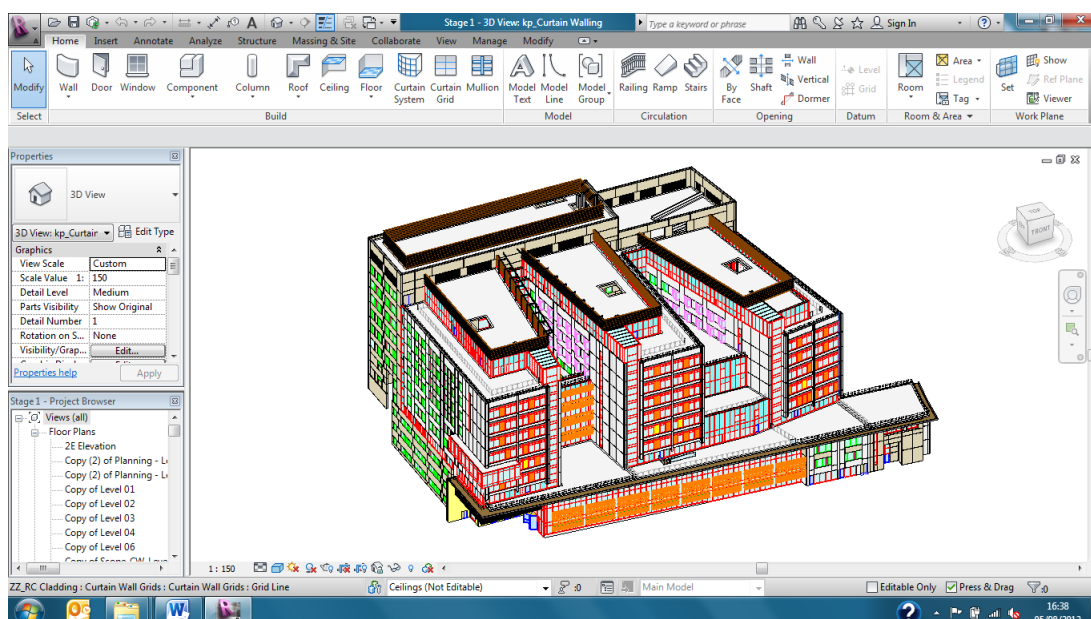 Stage 1 - 3D View: kp_Curtain Walling
Type a keyword or phrase
Sign In
Home Insert Annotate Analyze Structure Massing & Site Collaborate View Manage Modify
Modify Wall Door Window Component Column Roof Ceiling Floor Curtain System Curtain Grid Mullion Model Text Model Line Model Group Railing Ramp Stairs By Face Shaft Wall Vertical Dormer Level Grid Room Area Legend Tag Set Show Ref Plane Viewer
Select Build Model Circulation Opening Datum Room & Area Work Plane
Properties
3D View
3D View: kp_Curtair Edit Type
Graphics
View Scale Custom
Scale Value 1: 150
Detail Level Medium
Parts Visibility Show Original
Detail Number 1
Rotation on S... None
Visibility/Grap... Edit...
Properties help Apply
TOP
FRONT
Stage 1 - Project Browser
Views (all)
Floor Plans
2E Elevation
Copy (2) of Planning - L
Copy (2) of Planning - L
Copy of Level 01
Copy of Level 02
Copy of Level 03
Copy of Level 04
Copy of Level 06
1 : 150
ZZ_RC Cladding : Curtain Wall Grids : Curtain Wall Grids : Grid Line
Ceilings (Not Editable)
:0
Main Model
Editable Only Press & Drag :0
16:38